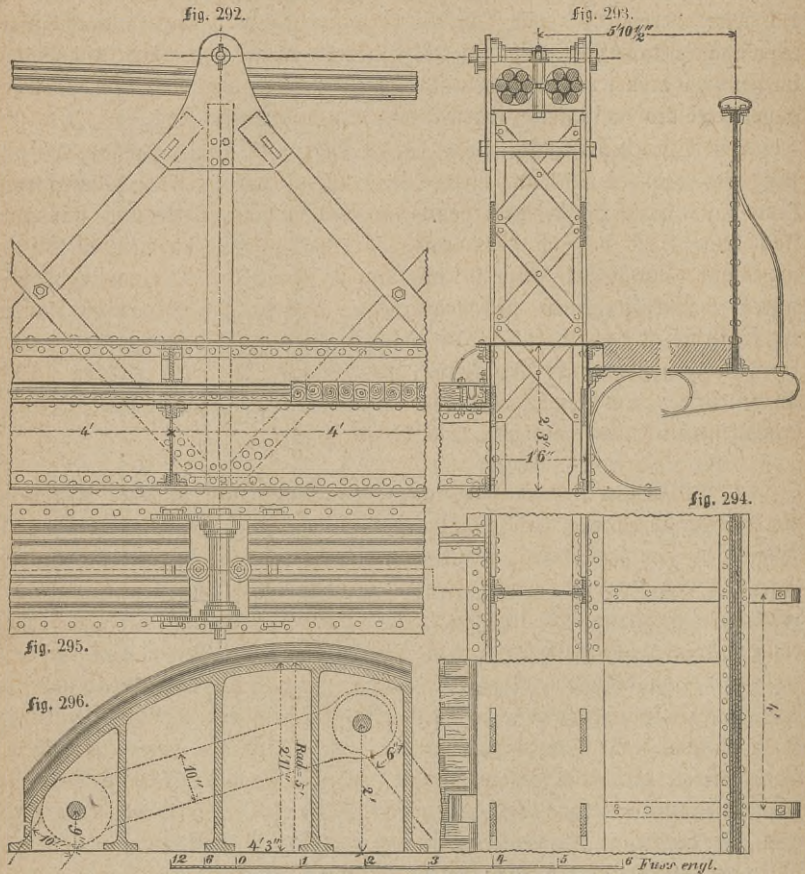 Fig. 292.
Fig. 293.
5'10½"
4'
4'
2' 3"
1'6"
Fig. 294.
Fig. 295.
Fig. 296.
10"
Rad = 5'
2' 11½"
6"
2'
4'
9"
10"
4' 3"
12 6 0 1 2 3 4 5 6 Fuss engl.